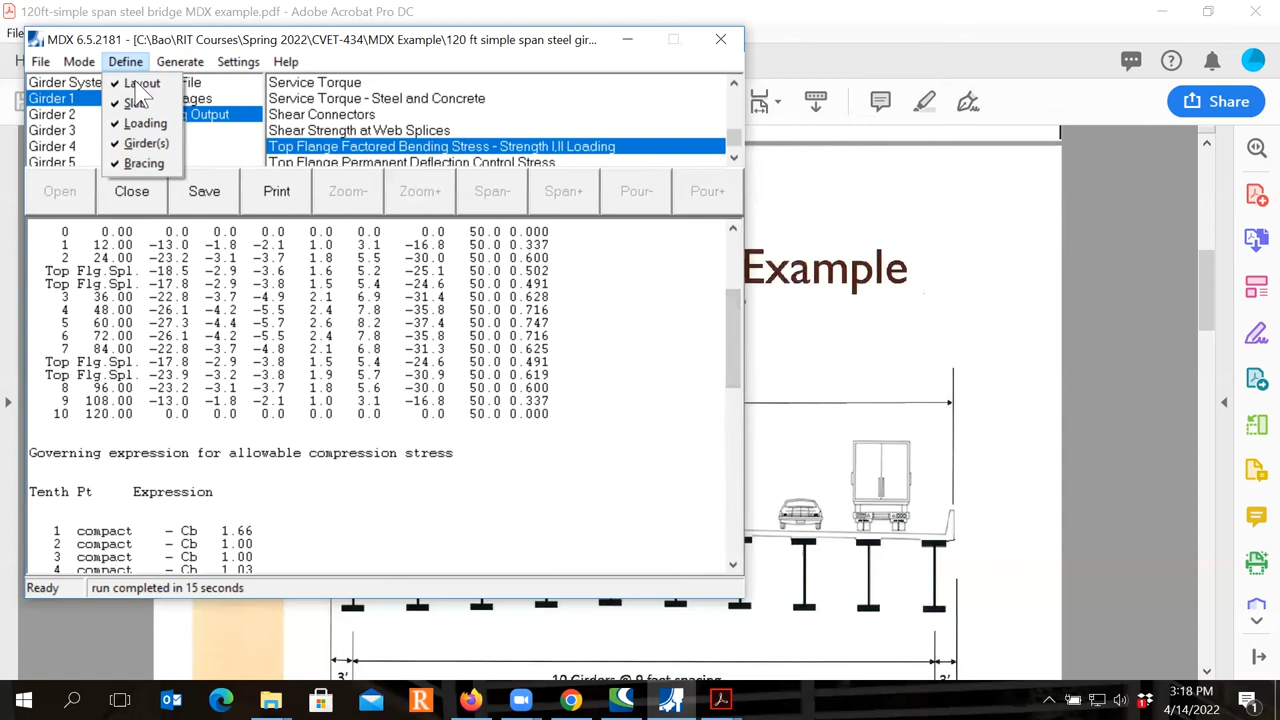 120ft-simple span steel bridge MDX example.pdf - Adobe Acrobat Pro DC
MDX 6.5.2181 - [C:\Bao\RIT Courses\Spring 2022\CVET-434\MDX Example\120 ft simple span steel gir...
File Mode Define Generate Settings Help
Girder Syste
Girder 1
Girder 2
Girder 3
Girder 4
Girder 5
Layout
Loading
Girder(s)
Bracing
File
ages
Output
Service Torque
Service Torque - Steel and Concrete
Shear Connectors
Shear Strength at Web Splices
Top Flange Factored Bending Stress - Strength I,II Loading
Top Flange Permanent Deflection Control Stress
Open Close Save Print Zoom- Zoom+ Span- Span+ Pour- Pour+
0 0.00 0.0 0.0 0.0 0.0 0.0 0.0 50.0 0.000
1 12.00 -13.0 -1.8 -2.1 1.0 3.1 -16.8 50.0 0.337
2 24.00 -23.2 -3.1 -3.7 1.8 5.5 -30.0 50.0 0.600
Top Flg.Spl. -18.5 -2.9 -3.6 1.6 5.2 -25.1 50.0 0.502
Top Flg.Spl. -17.8 -2.9 -3.8 1.5 5.4 -24.6 50.0 0.491
3 36.00 -22.8 -3.7 -4.9 2.1 6.9 -31.4 50.0 0.628
4 48.00 -26.1 -4.2 -5.5 2.4 7.8 -35.8 50.0 0.716
5 60.00 -27.3 -4.4 -5.7 2.6 8.2 -37.4 50.0 0.747
6 72.00 -26.1 -4.2 -5.5 2.4 7.8 -35.8 50.0 0.716
7 84.00 -22.8 -3.7 -4.8 2.1 6.8 -31.3 50.0 0.625
Top Flg.Spl. -17.8 -2.9 -3.8 1.5 5.4 -24.6 50.0 0.491
Top Flg.Spl. -23.9 -3.2 -3.8 1.9 5.7 -30.9 50.0 0.619
8 96.00 -23.2 -3.1 -3.7 1.8 5.6 -30.0 50.0 0.600
9 108.00 -13.0 -1.8 -2.1 1.0 3.1 -16.8 50.0 0.337
10 120.00 0.0 0.0 0.0 0.0 0.0 0.0 50.0 0.000
Governing expression for allowable compression stress
Tenth Pt Expression
1 compact - Cb 1.66
2 compact - Cb 1.00
3 compact - Cb 1.00
4 compact - Cb 1.03
Ready run completed in 15 seconds
Share
Example
3' 10 Girders @ 9 feet spacing 3'
3:18 PM
4/14/2022